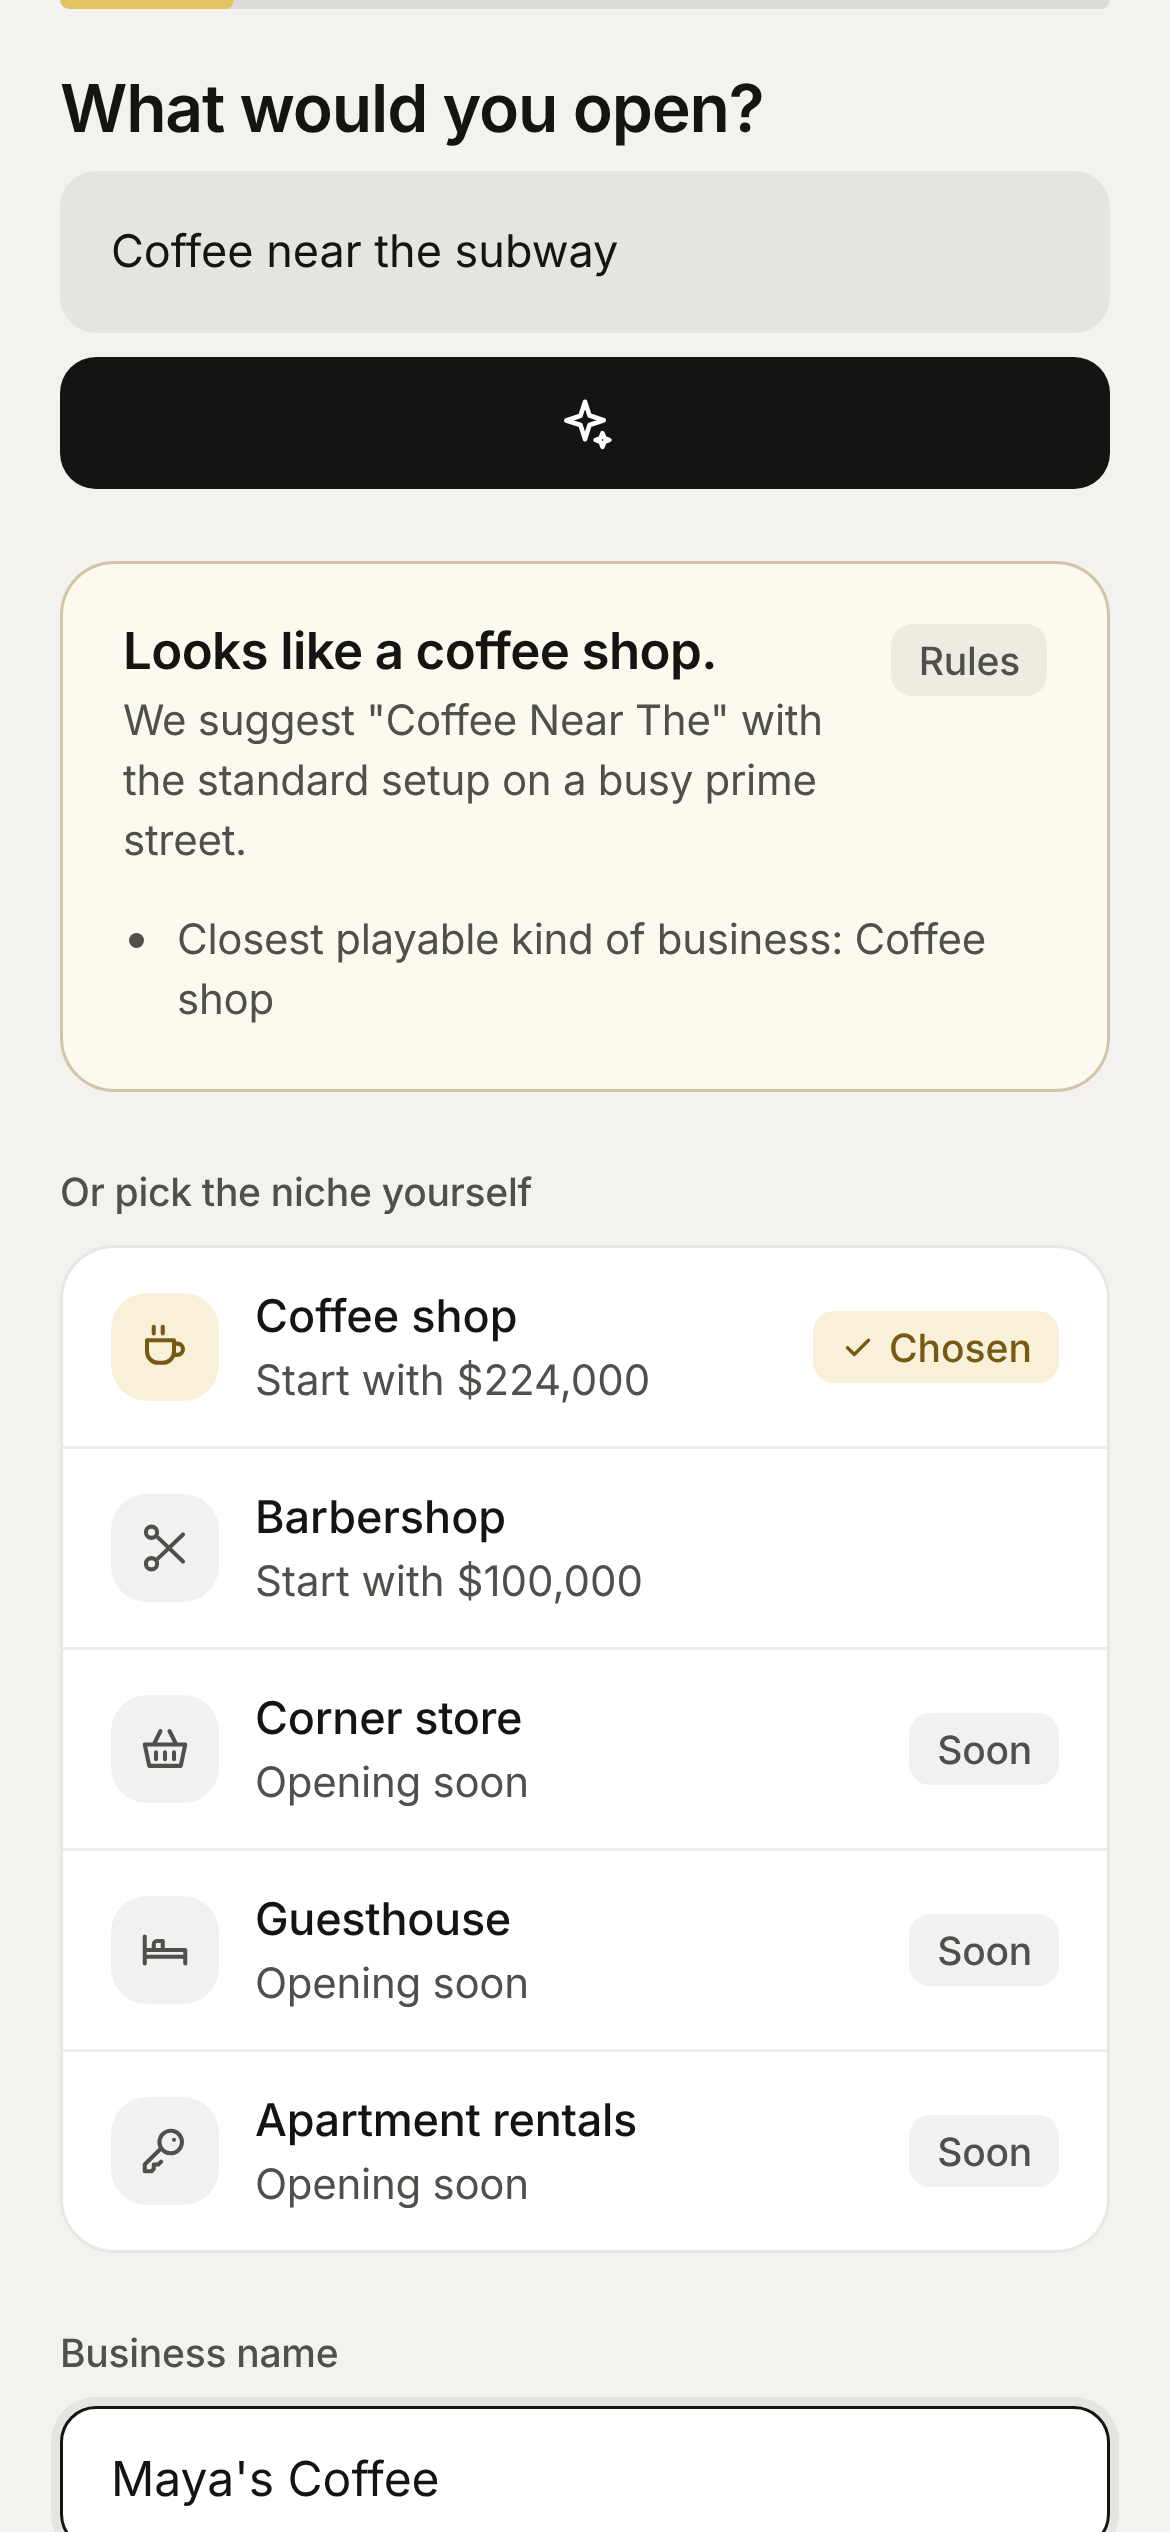 What would you open?
Coffee near the subway
Looks like a coffee shop.
Rules
We suggest "Coffee Near The" with
the standard setup on a busy prime
street.
• Closest playable kind of business: Coffee
shop
Or pick the niche yourself
Coffee shop
Start with $224,000
Chosen
Barbershop
Start with $100,000
Corner store
Opening soon
Soon
Guesthouse
Opening soon
Soon
Apartment rentals
Opening soon
Soon
Business name
Maya's Coffee